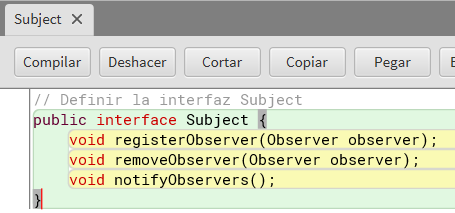 Subject
Compilar Deshacer Cortar Copiar Pegar
// Definir la interfaz Subject
public interface Subject {
void registerObserver(Observer observer);
void removeObserver(Observer observer);
void notifyObservers();
}